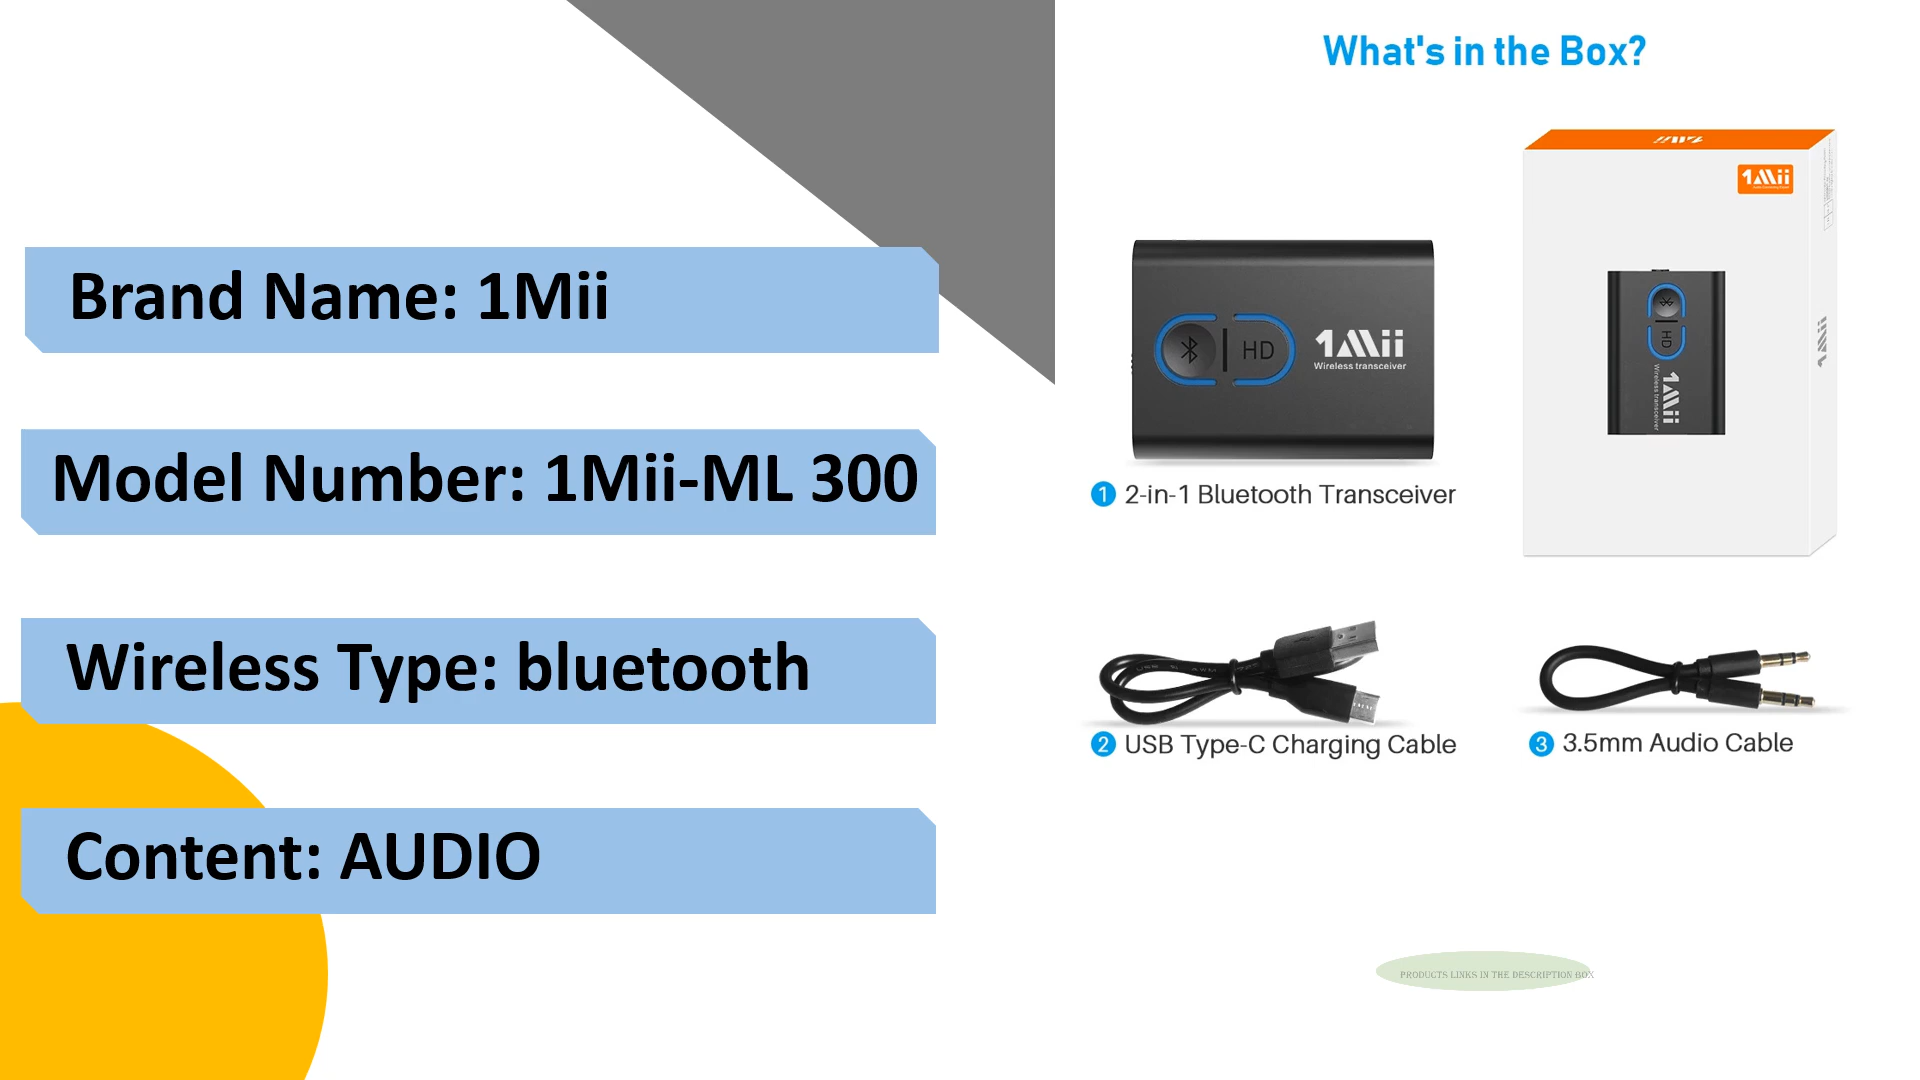 Brand Name: 1Mii
Model Number: 1Mii-ML 300
Wireless Type: bluetooth
Content: AUDIO
What's in the Box?
1Mii
HD
1Mii
Wireless transceiver
1 2-in-1 Bluetooth Transceiver
1Mii
HD
1Mii
Wireless transceiver
1Mii
2 USB Type-C Charging Cable
3 3.5mm Audio Cable
PRODUCTS LINKS IN THE DESCRIPTION BOX